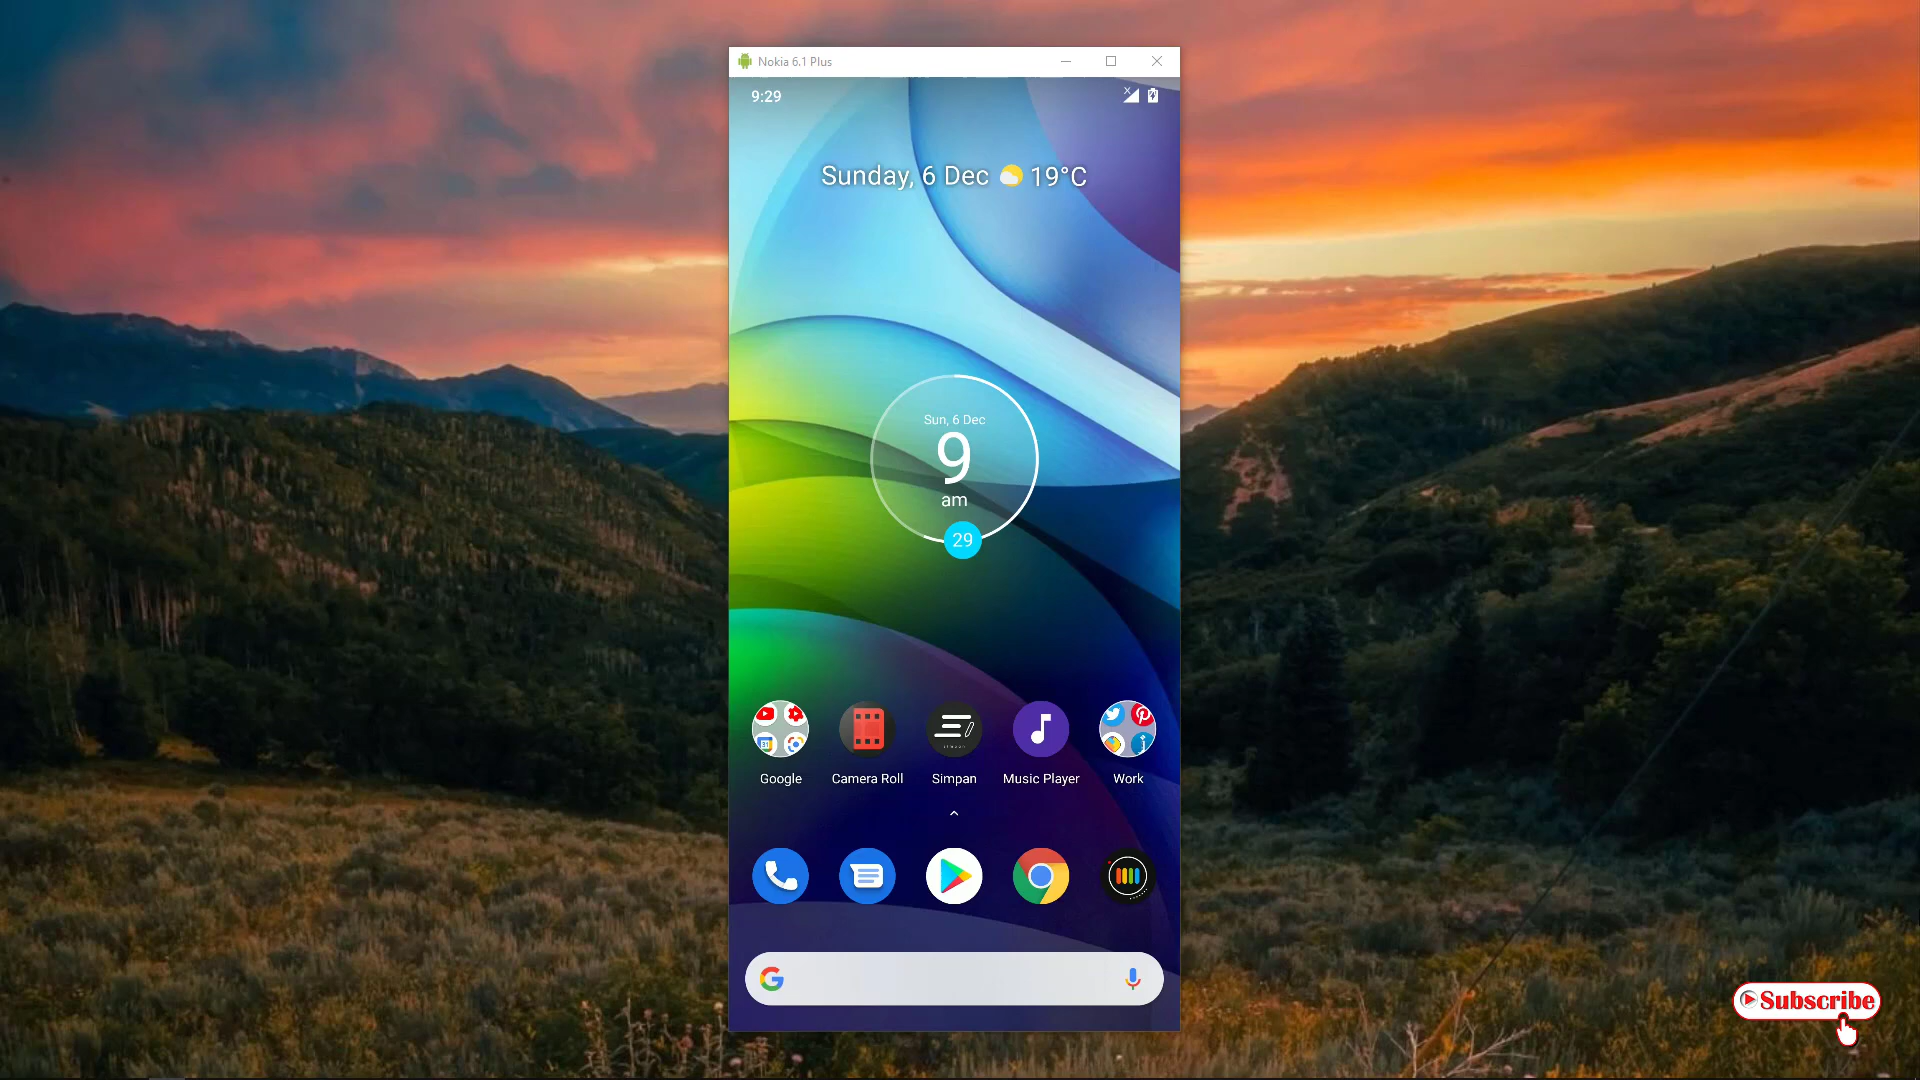 Nokia 6.1 Plus
9:29
Sunday, 6 Dec 19°C
Sun, 6 Dec
9
am
29
Google
Camera Roll
Simpan
Music Player
Work
Subscribe